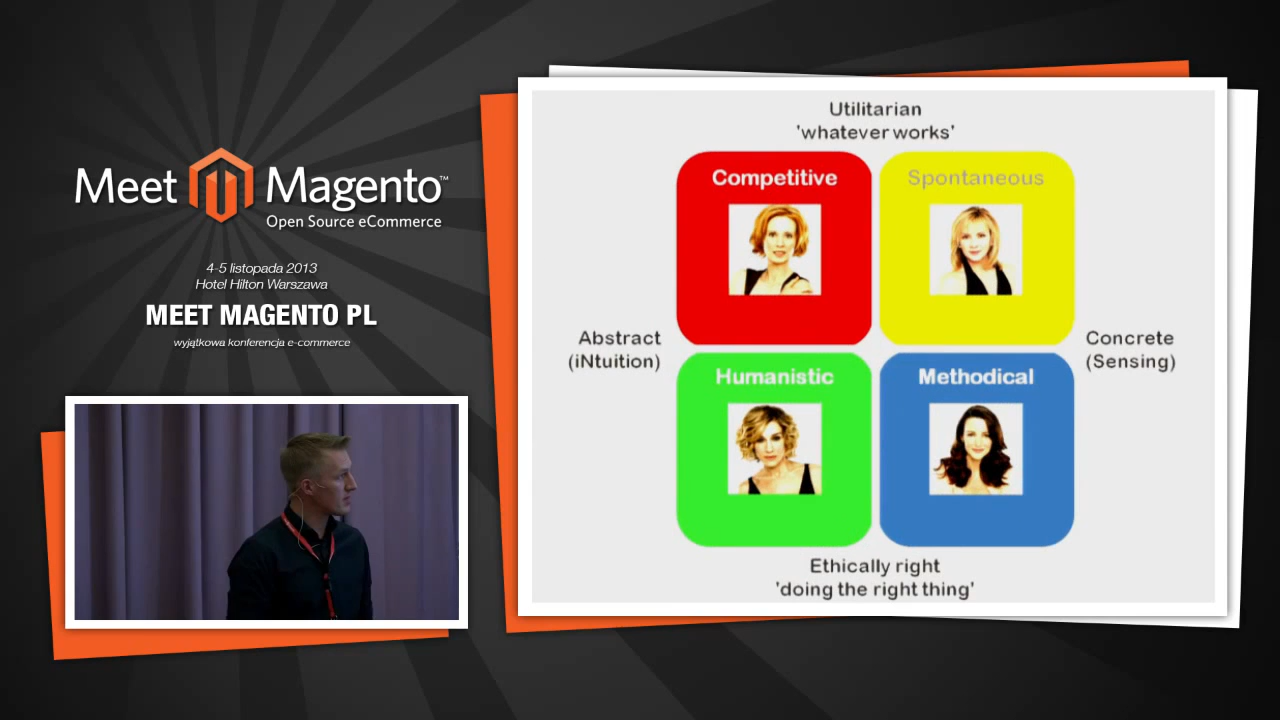 Meet Magento™
Open Source eCommerce
4-5 listopada 2013
Hotel Hilton Warszawa
MEET MAGENTO PL
wyjątkowa konferencja e-commerce
Utilitarian
'whatever works'
Competitive
Spontaneous
Abstract
(iNtuition)
Concrete
(Sensing)
Humanistic
Methodical
Ethically right
'doing the right thing'